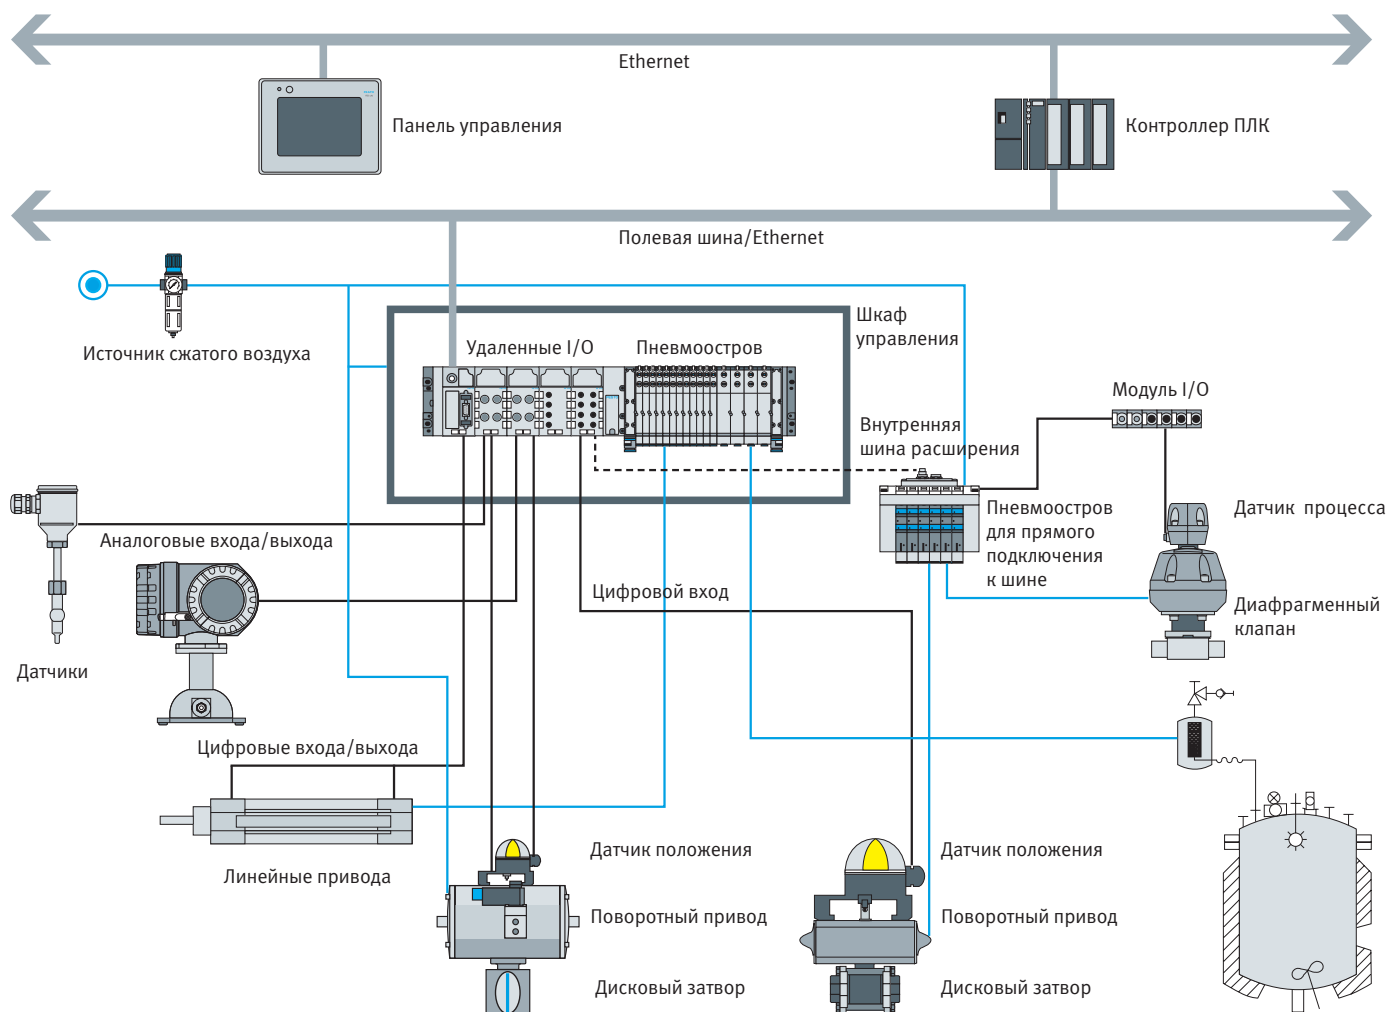 Ethernet
Панель управления
Контроллер ПЛК
Полевая шина/Ethernet
Источник сжатого воздуха
Шкаф
управления
Удаленные I/O
Пневмоостров
Модуль I/O
Внутренняя
шина расширения
Пневмоостров
для прямого
подключения
к шине
Датчик процесса
Аналоговые входа/выхода
Цифровой вход
Диафрагменный
клапан
Датчики
Цифровые входа/выхода
Линейные привода
Датчик положения
Датчик положения
Поворотный привод
Поворотный привод
Дисковый затвор
Дисковый затвор